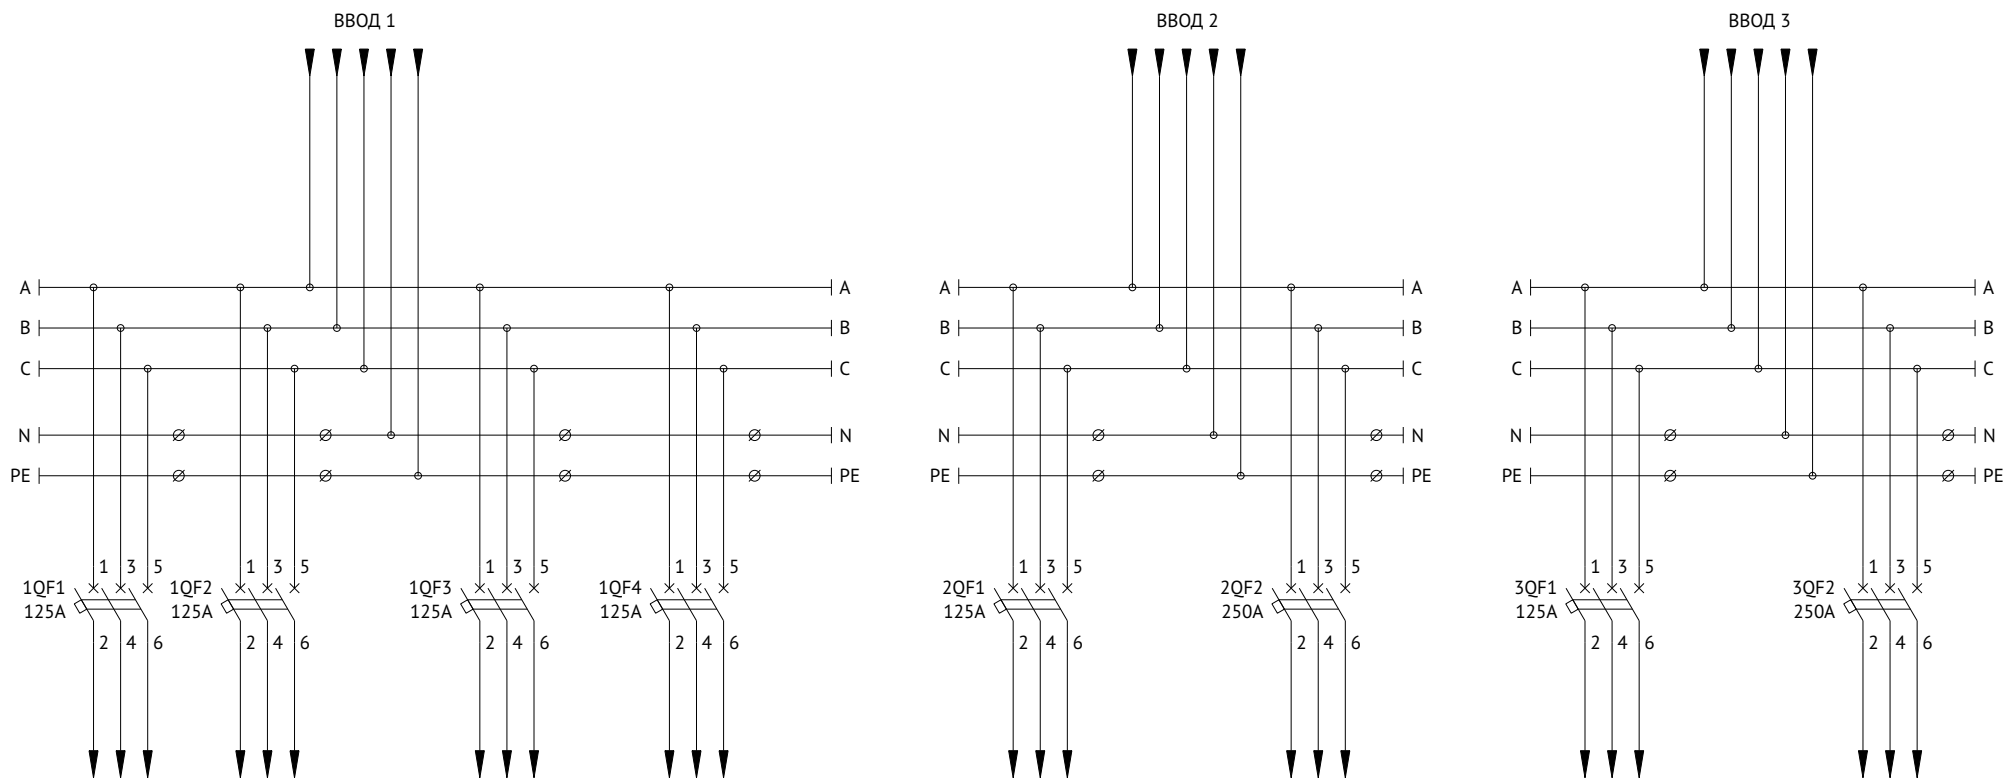 ВВОД 1 ВВОД 2 ВВОД 3
A A A A A A
B B B B B B
C C C C C C
N N N N N N
PE PE PE PE PE PE
1 3 5 1 3 5 1 3 5 1 3 5 1 3 5 1 3 5 1 3 5 1 3 5
1QF1 1QF2 1QF3 1QF4 2QF1 2QF2 3QF1 3QF2
125A 125A 125A 125A 125A 250A 125A 250A
2 4 6 2 4 6 2 4 6 2 4 6 2 4 6 2 4 6 2 4 6 2 4 6